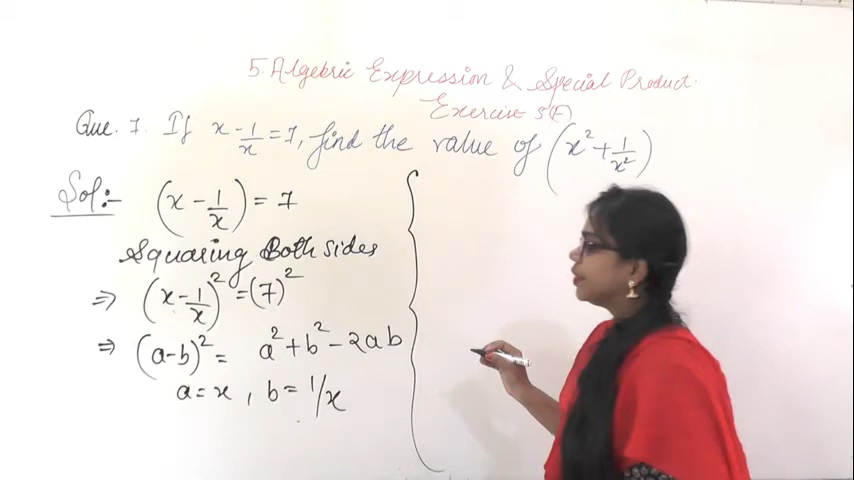 5. Algebric Expression & Special Product.
Exercise 5(F)
Que. 7. If x - 1/x = 7, find the value of (x² + 1/x²)
Sol:- (x - 1/x) = 7
Squaring Both sides
⇒ (x - 1/x)² = (7)²
⇒ (a-b)² = a² + b² - 2ab
a = x , b = 1/x